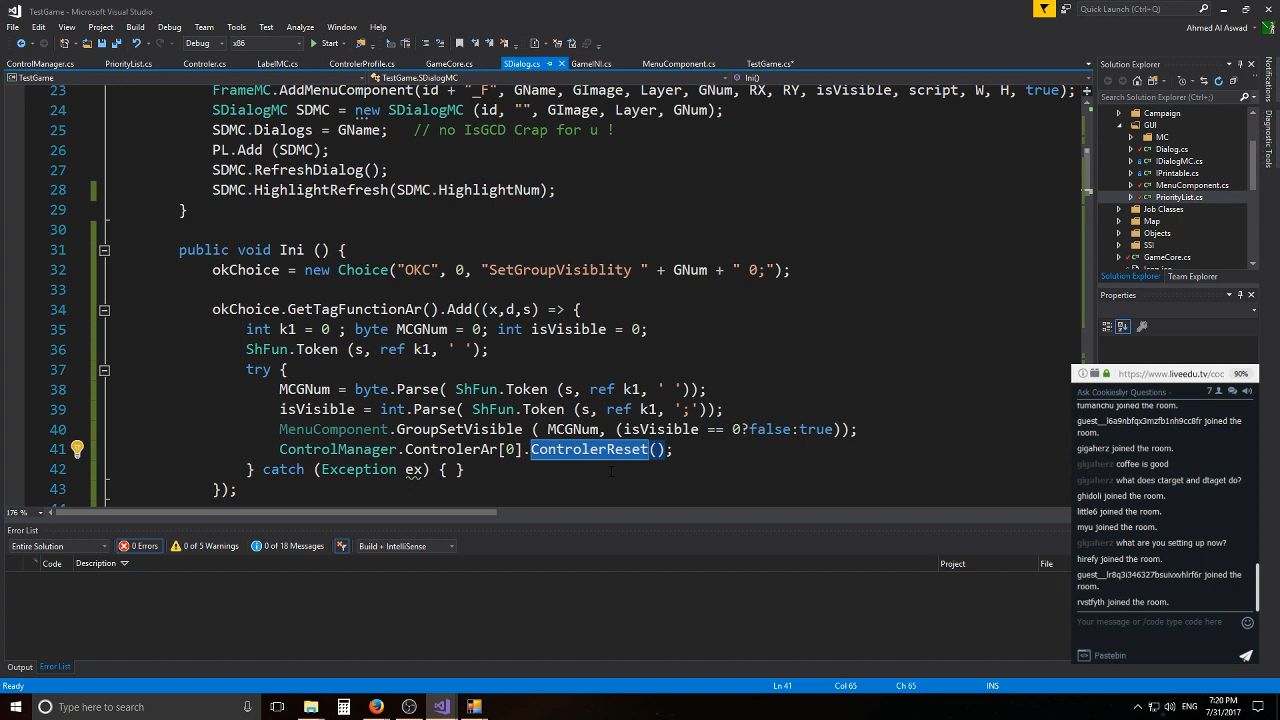 TestGame - Microsoft Visual Studio
Quick Launch (Ctrl+Q)
File Edit View Project Build Debug Team Tools Test Analyze Window Help
Ahmed Al Aswad
Debug x86 Start
ControlManager.cs PriorityList.cs Controler.cs LabelMC.cs ControlerProfile.cs GameCore.cs SDialog.cs GameINI.cs MenuComponent.cs TestGame.cs*
TestGame TestGame.SDialogMC Ini()
23 FrameMC.AddMenuComponent(id + "_F", GName, GImage, Layer, GNum, RX, RY, isVisible, script, W, H, true);
24 SDialogMC SDMC = new SDialogMC (id, "", GImage, Layer, GNum);
25 SDMC.Dialogs = GName; // no IsGCD Crap for u !
26 PL.Add (SDMC);
27 SDMC.RefreshDialog();
28 SDMC.HighlightRefresh(SDMC.HighlightNum);
29 }
30
31 public void Ini () {
32 okChoice = new Choice("OKC", 0, "SetGroupVisiblity " + GNum + " 0;");
33
34 okChoice.GetTagFunctionAr().Add((x,d,s) => {
35 int k1 = 0 ; byte MCGNum = 0; int isVisible = 0;
36 ShFun.Token (s, ref k1, ' ');
37 try {
38 MCGNum = byte.Parse( ShFun.Token (s, ref k1, ' '));
39 isVisible = int.Parse( ShFun.Token (s, ref k1, ';'));
40 MenuComponent.GroupSetVisible ( MCGNum, (isVisible == 0?false:true));
41 ControlManager.ControlerAr[0].ControlerReset();
42 } catch (Exception ex) { }
43 });
176 %
Error List
Entire Solution 0 Errors 0 of 5 Warnings 0 of 18 Messages Build + IntelliSense
Code Description Project File
Output Error List
Ready Ln 41 Col 65 Ch 65 INS
Solution Explorer
Search Solution Explorer (Ctrl+;)
Campaign
GUI
MC
Dialog.cs
IDialogMC.cs
IPrintable.cs
MenuComponent.cs
PriorityList.cs
Job Classes
Map
Objects
SSI
GameCore.cs
Solution Explorer Team Explorer
Properties
Notifications
Diagnostic Tools
https://www.liveedu.tv/coc 90%
Ask Cookieslyr Questions 7
fumanchu joined the room.
guest__l6a9nbfqx3mzfb1nh9cc8fr joined the
room.
gigaherz joined the room.
gigaherz coffee is good
gigaherz what does ctarget and dtaget do?
ghidoli joined the room.
little6 joined the room.
myu joined the room.
gigaherz what are you setting up now?
hirefy joined the room.
guest__lr8q3i346327bsuivxvhlrf6r joined the
room.
rvstfyth joined the room.
Your message or /code type code here
Pastebin
Type here to search
ENG
7:20 PM
7/31/2017